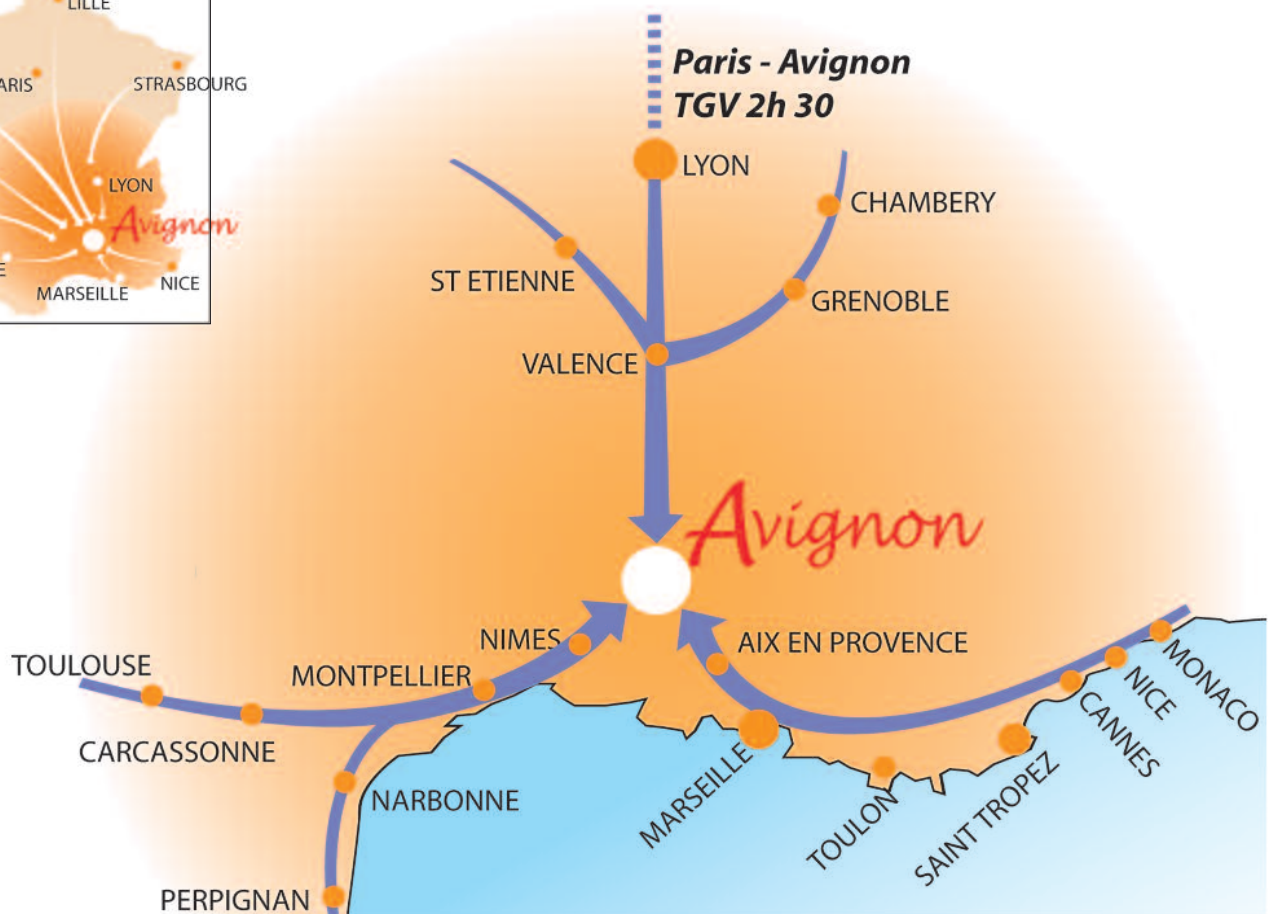 LILLE
STRASBOURG
LYON
Avignon
MARSEILLE
NICE
Paris - Avignon
TGV 2h 30
LYON
CHAMBERY
ST ETIENNE
GRENOBLE
VALENCE
Avignon
NIMES
AIX EN PROVENCE
TOULOUSE
MONTPELLIER
MONACO
NICE
CANNES
CARCASSONNE
MARSEILLE
NARBONNE
TOULON
SAINT TROPEZ
PERPIGNAN